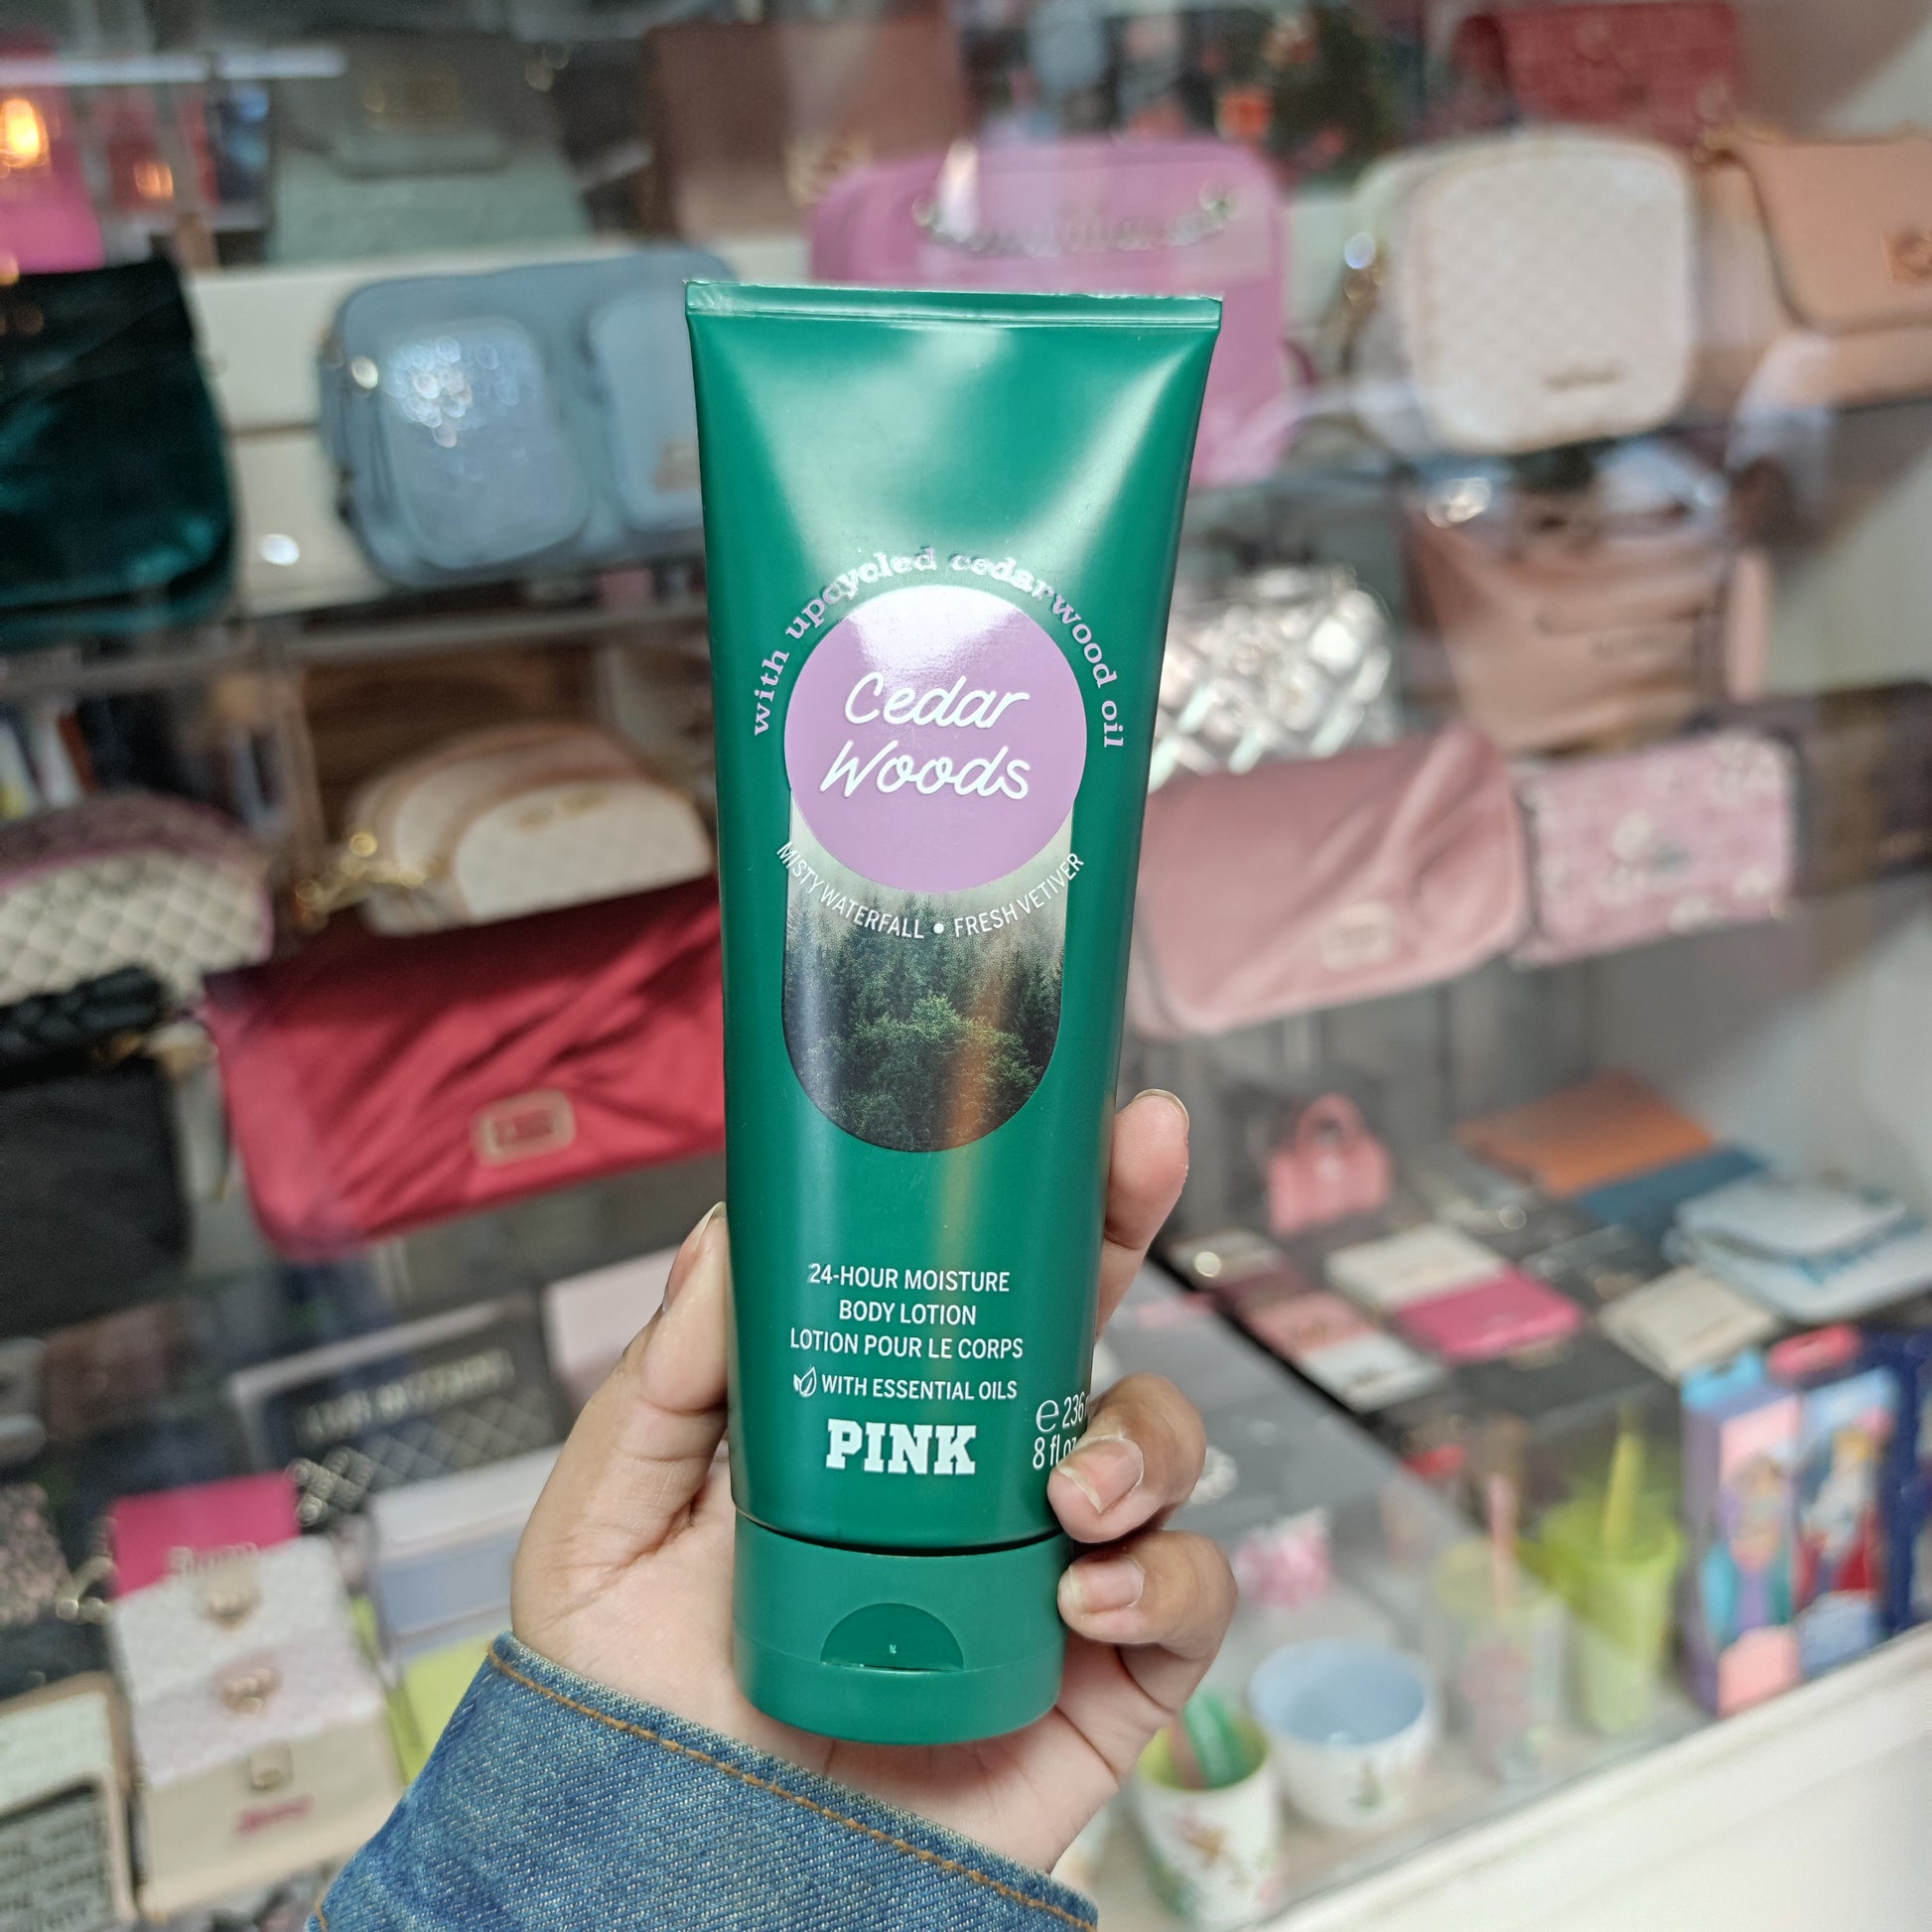 with upcycled cedarwood oil
Cedar
Woods
MISTY WATERFALL • FRESH VETIVER
24-HOUR MOISTURE
BODY LOTION
LOTION POUR LE CORPS
WITH ESSENTIAL OILS
PINK
℮ 236
8 fl oz